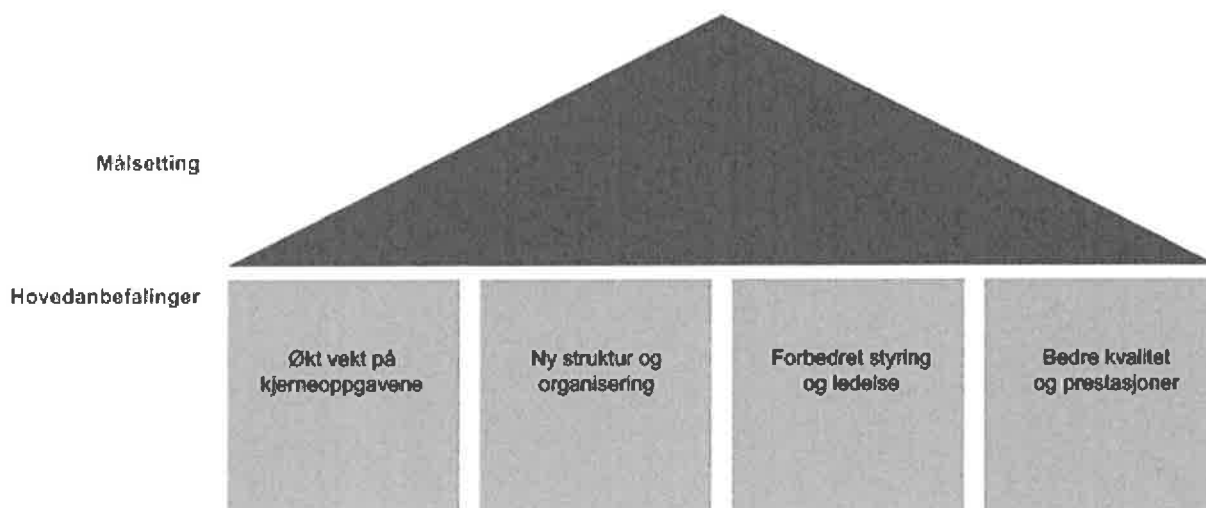 Målsetting
Hovedanbefalinger
Økt vekt på
kjerneoppgavene
Ny struktur og
organisering
Forbedret styring
og ledelse
Bedre kvalitet
og prestasjoner